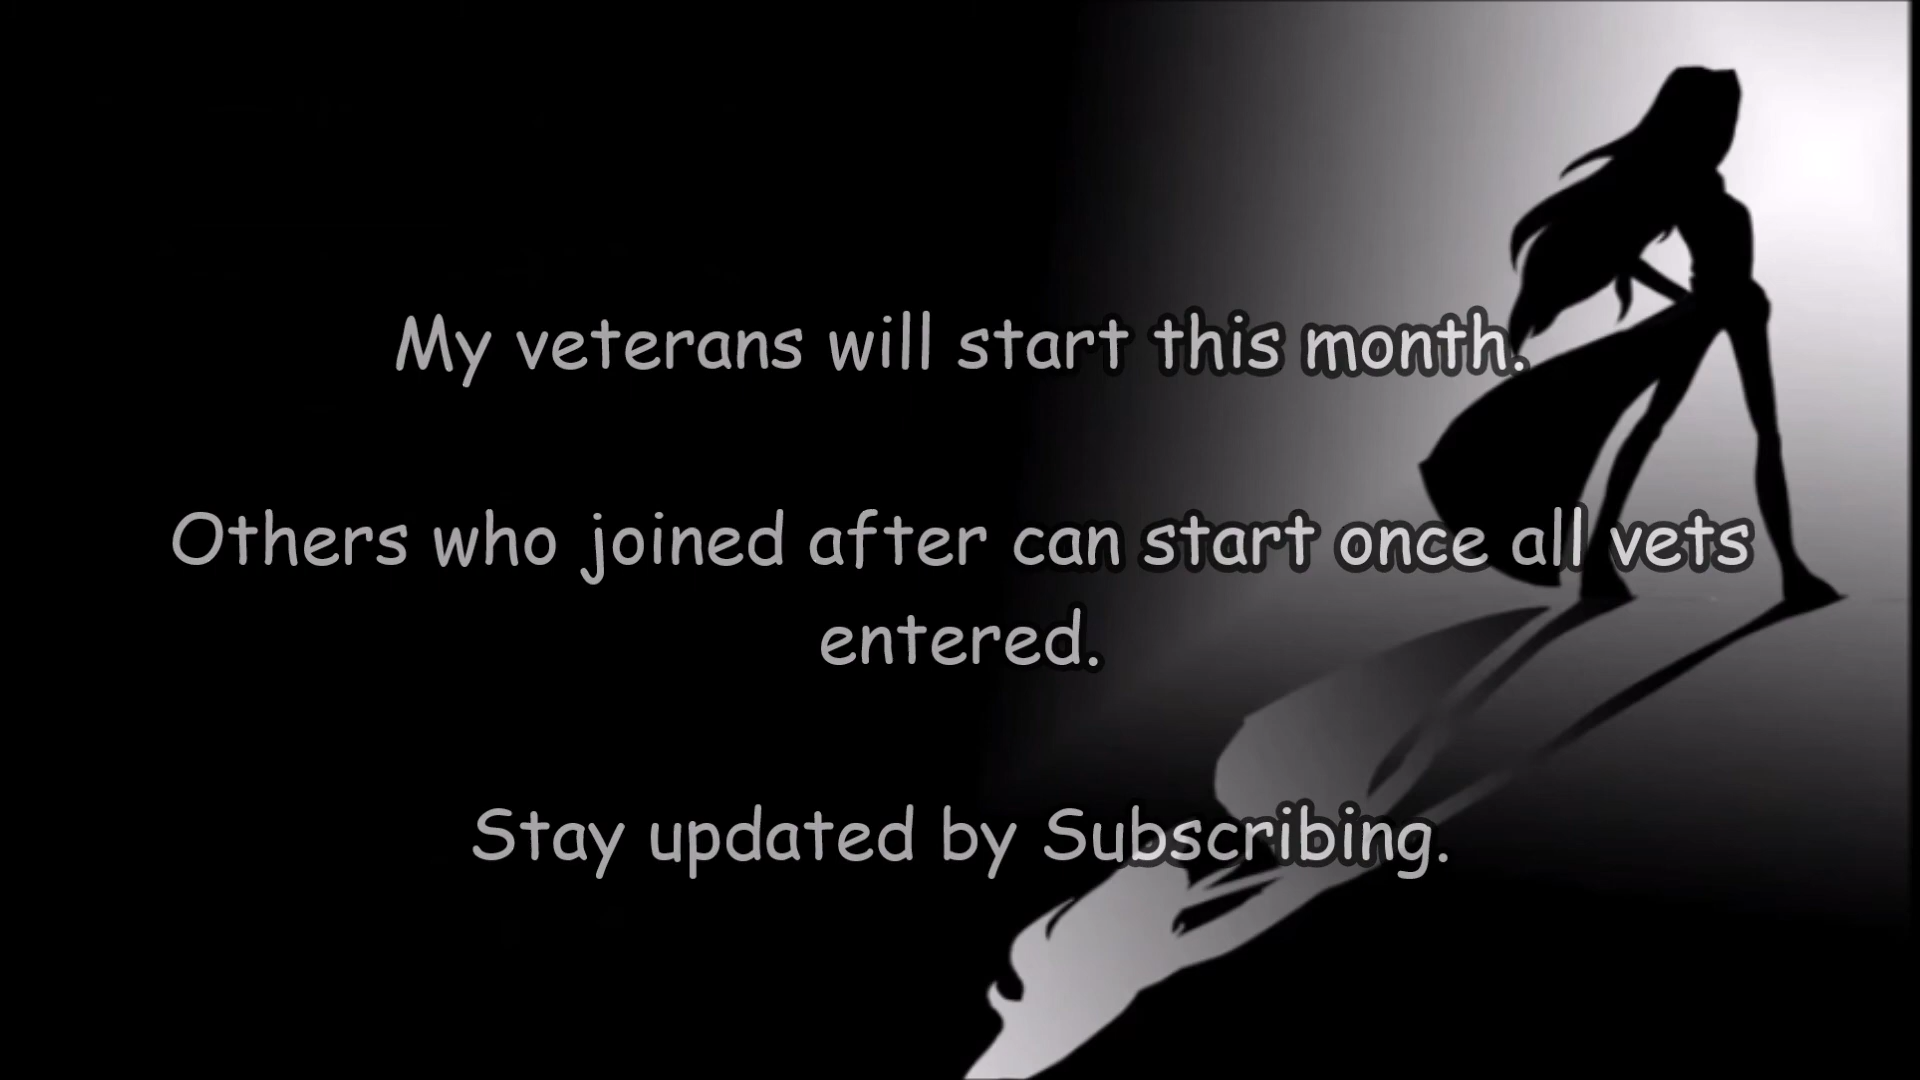 My veterans will start this month.
Others who joined after can start once all vets
entered.
Stay updated by Subscribing.